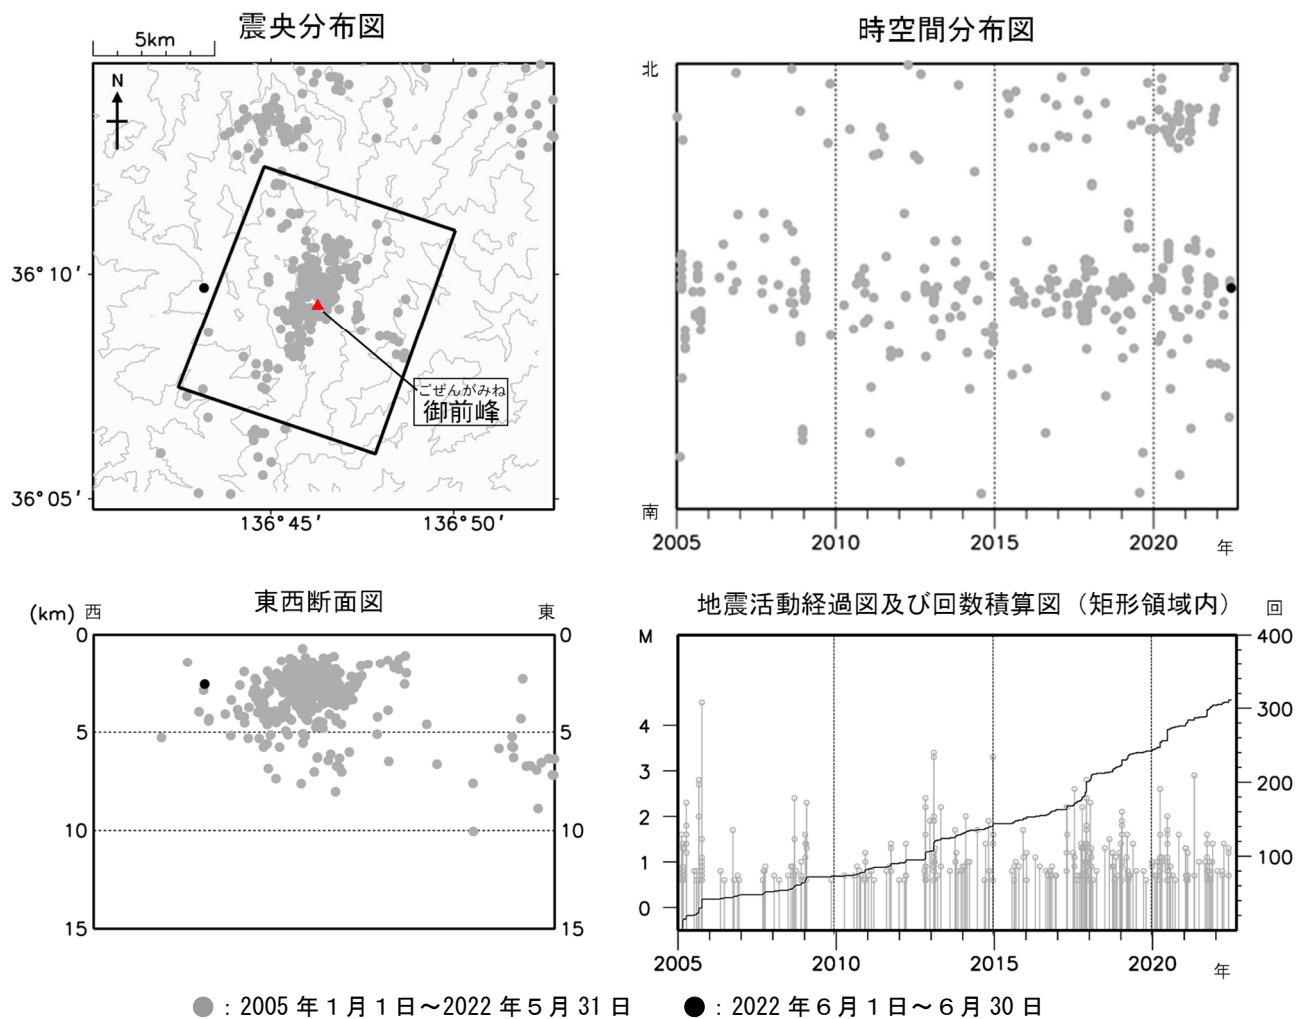 震央分布図
5km
N
36°10′
36°05′
136°45′
136°50′
ごぜんがみね
御前峰
時空間分布図
北
南
2005
2010
2015
2020
年
東西断面図
(km)
西
東
0
5
10
15
0
5
10
15
地震活動経過図及び回数積算図（矩形領域内）
M
回
4
3
2
1
0
400
300
200
100
2005
2010
2015
2020
年
：2005 年１月１日～2022 年５月 31 日
：2022 年６月１日～６月 30 日